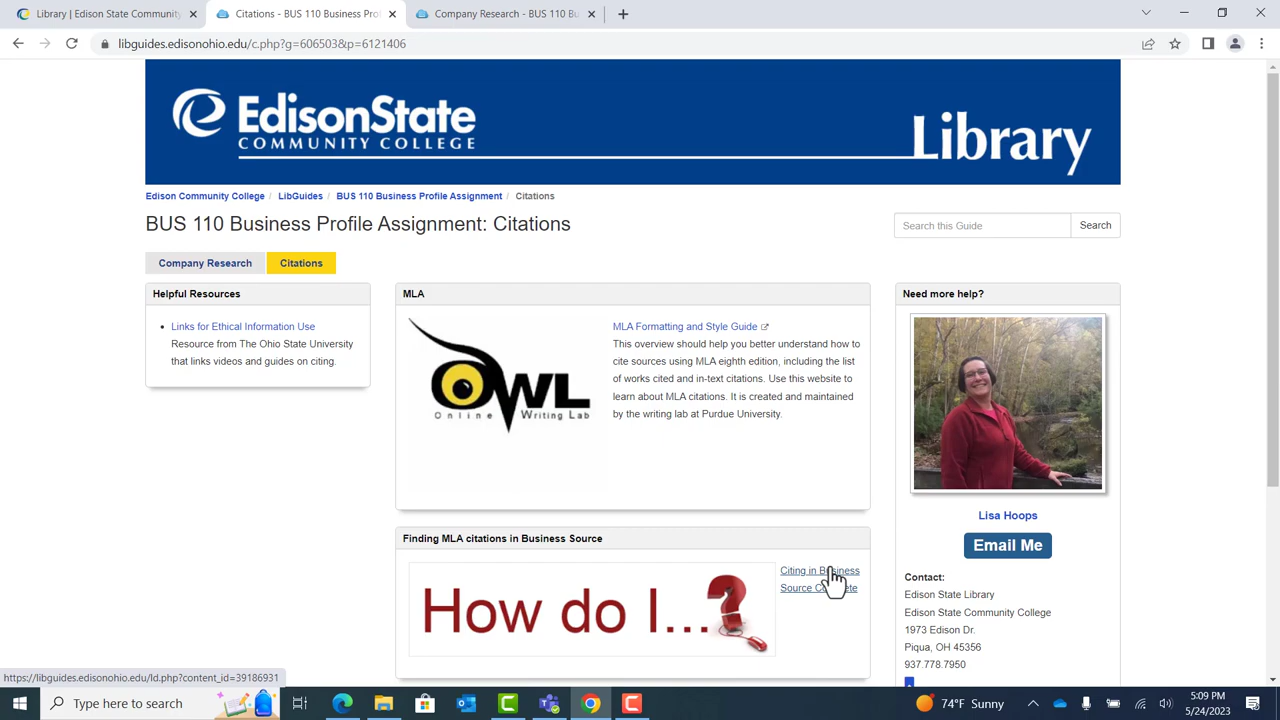 Library | Edison State Communit
Citations - BUS 110 Business Prof
Company Research - BUS 110 Bu
libguides.edisonohio.edu/c.php?g=606503&p=6121406
EdisonState
COMMUNITY COLLEGE
Library
Edison Community College / LibGuides / BUS 110 Business Profile Assignment / Citations
BUS 110 Business Profile Assignment: Citations
Search this Guide
Search
Company Research
Citations
Helpful Resources
Links for Ethical Information Use
Resource from The Ohio State University
that links videos and guides on citing.
MLA
OWL
Online Writing Lab
MLA Formatting and Style Guide
This overview should help you better understand how to
cite sources using MLA eighth edition, including the list
of works cited and in-text citations. Use this website to
learn about MLA citations. It is created and maintained
by the writing lab at Purdue University.
Finding MLA citations in Business Source
How do I...?
Citing in Business
Source
Need more help?
Lisa Hoops
Email Me
Contact:
Edison State Library
Edison State Community College
1973 Edison Dr.
Piqua, OH 45356
937.778.7950
https://libguides.edisonohio.edu/ld.php?content_id=39186931
Type here to search
74°F Sunny
5:09 PM
5/24/2023